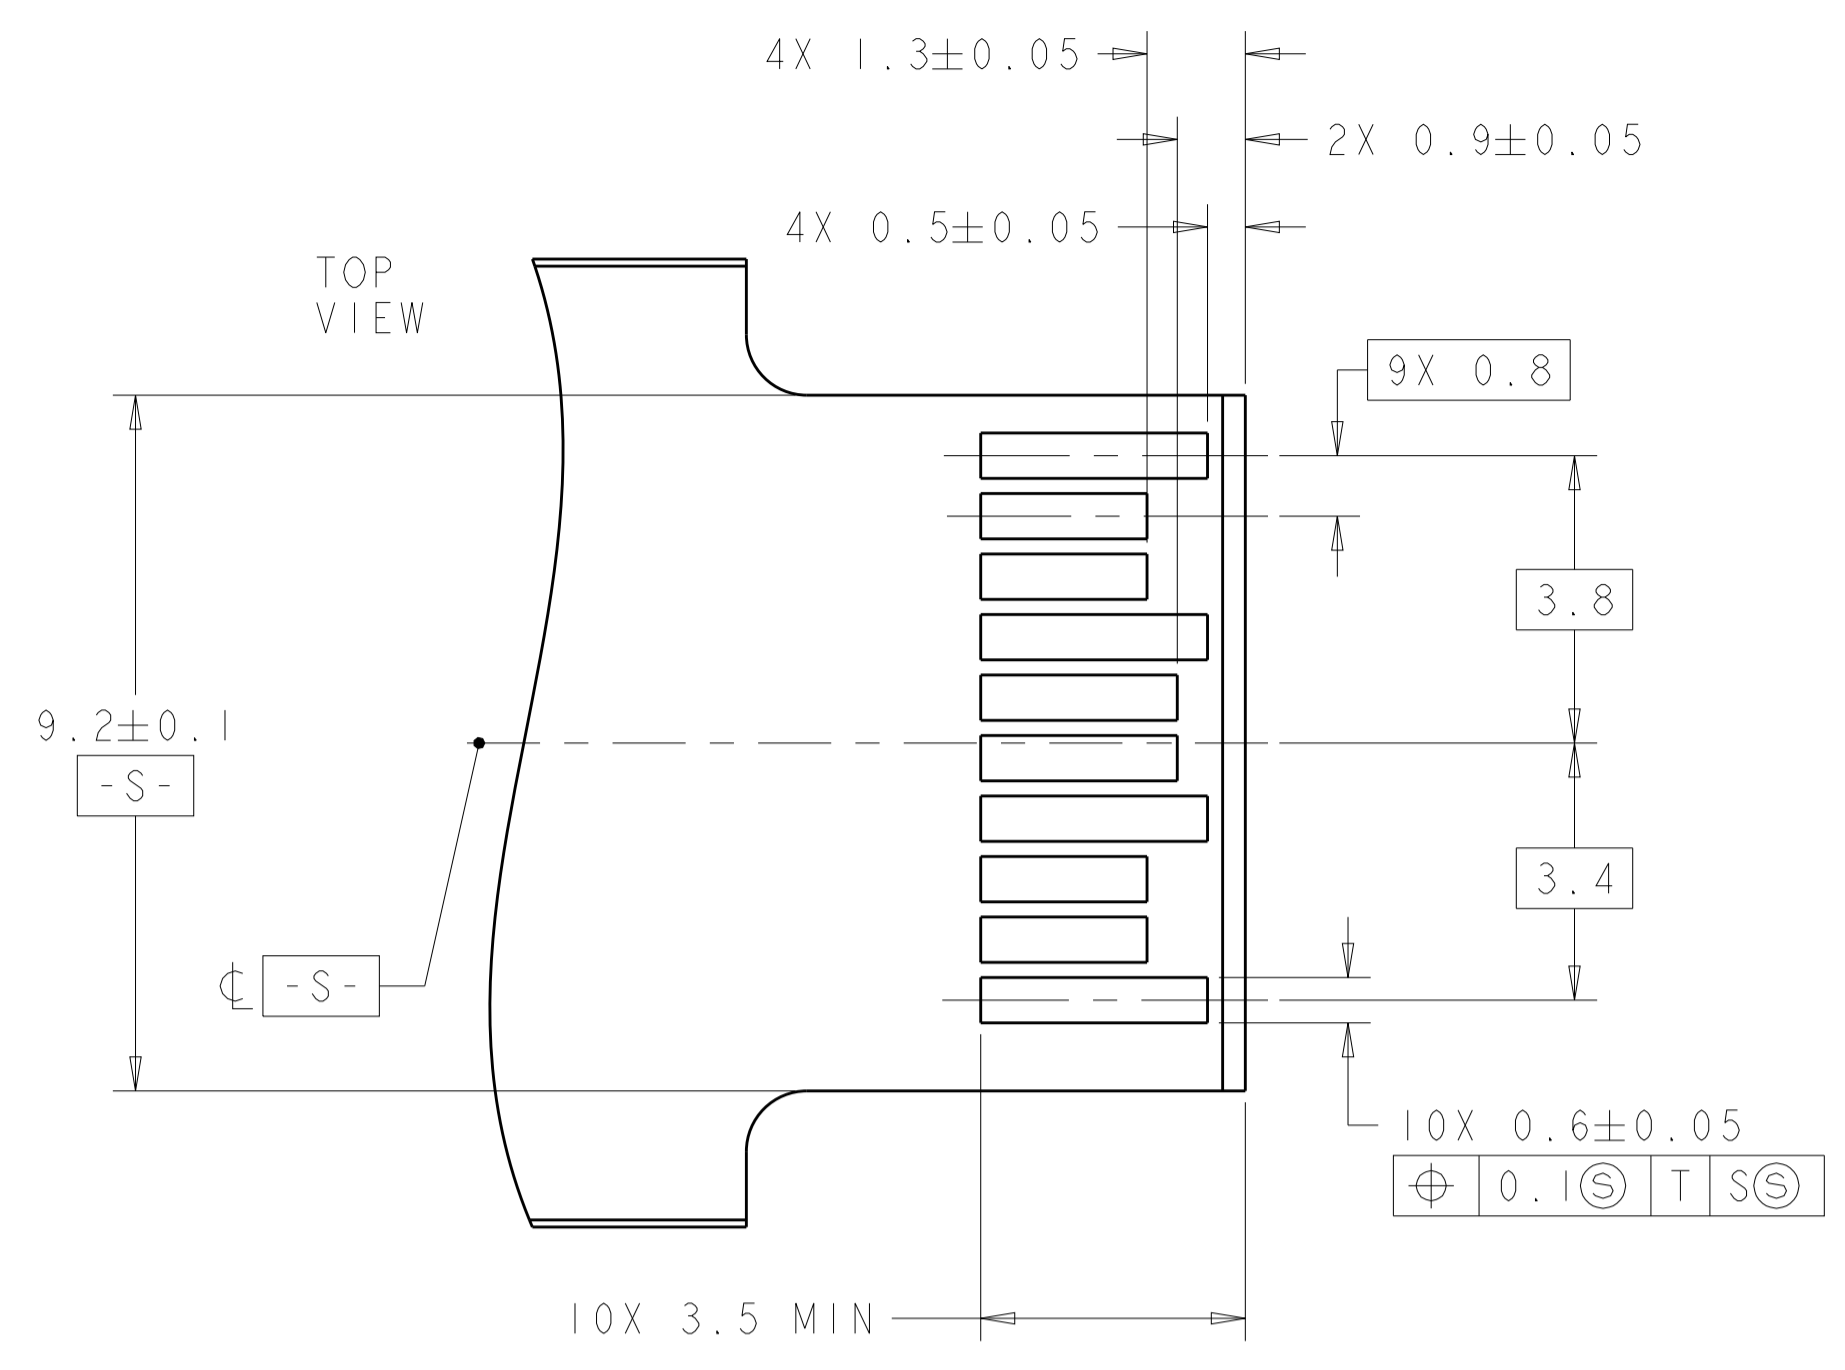 4X 1.3±0.05
2X 0.9±0.05
4X 0.5±0.05
TOP
VIEW
9X 0.8
3.8
9.2±0.1
-S-
3.4
℄ -S-
10X 0.6±0.05
⌖ 0.1Ⓢ T SⓈ
10X 3.5 MIN